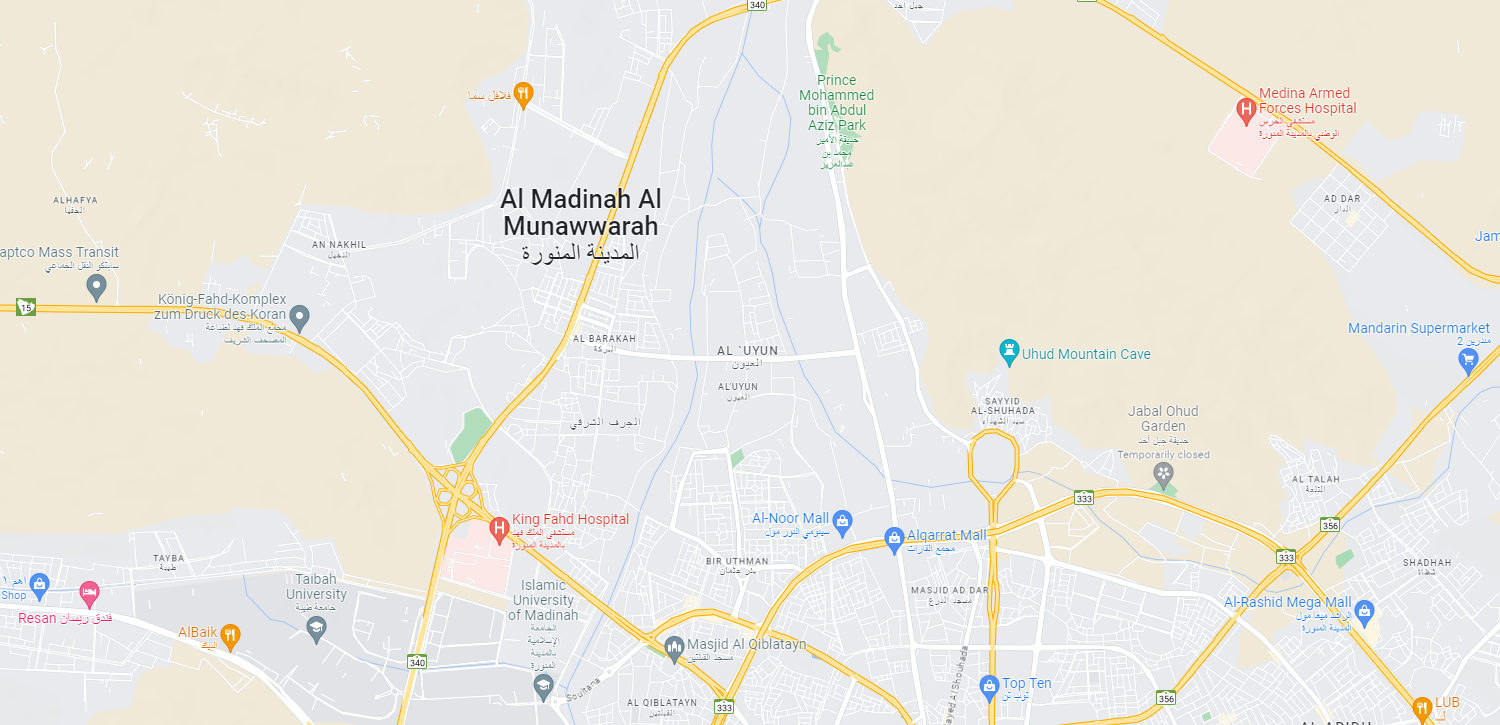 340
جبل أحد
Prince
Mohammed
bin Abdul
Aziz Park
حديقة الأمير
محمد بن
عبدالعزيز
Medina Armed
Forces Hospital
مستشفى الحرس
الوطني بالمدينة المنورة
فلافل سما
Al Madinah Al
Munawwarah
المدينة المنورة
ALHAFYA
الحفيا
AD DAR
الدار
AN NAKHIL
النخيل
aptco Mass Transit
سابتكو النقل الجماعي
Jam
15
König-Fahd-Komplex
zum Druck des Koran
مجمع الملك فهد لطباعة
المصحف الشريف
AL BARAKAH
البركة
AL `UYUN
العيون
AL'UYUN
العيون
Uhud Mountain Cave
Mandarin Supermarket
مندرين 2
SAYYID
AL-SHUHADA
سيد الشهداء
Jabal Ohud
Garden
حديقة جبل أحد
Temporarily closed
الجرف الشرقي
AL TALAH
التلعة
333
356
King Fahd Hospital
مستشفى الملك فهد
بالمدينة المنورة
Al-Noor Mall
سينومي النور مول
Alqarrat Mall
مجمع القارات
333
TAYBA
طيبة
BIR UTHMAN
بئر عثمان
SHADHAH
شظاة
Taibah
University
جامعة طيبة
Islamic
University
of Madinah
الجامعة
الإسلامية
بالمدينة
المنورة
MASJID AD DAR
مسجد الدرع
اهم ١
Shop
Resan فندق ريسان
AlBaik
البيك
Al-Rashid Mega Mall
الراشد ميغا مول
المدينة المنورة
Masjid Al Qiblatayn
مسجد القبلتين
340
Soultana
AL QIBLATAYN
القبلتين
333
Sayed AlShouhada
Top Ten
توب تن
356
LUB